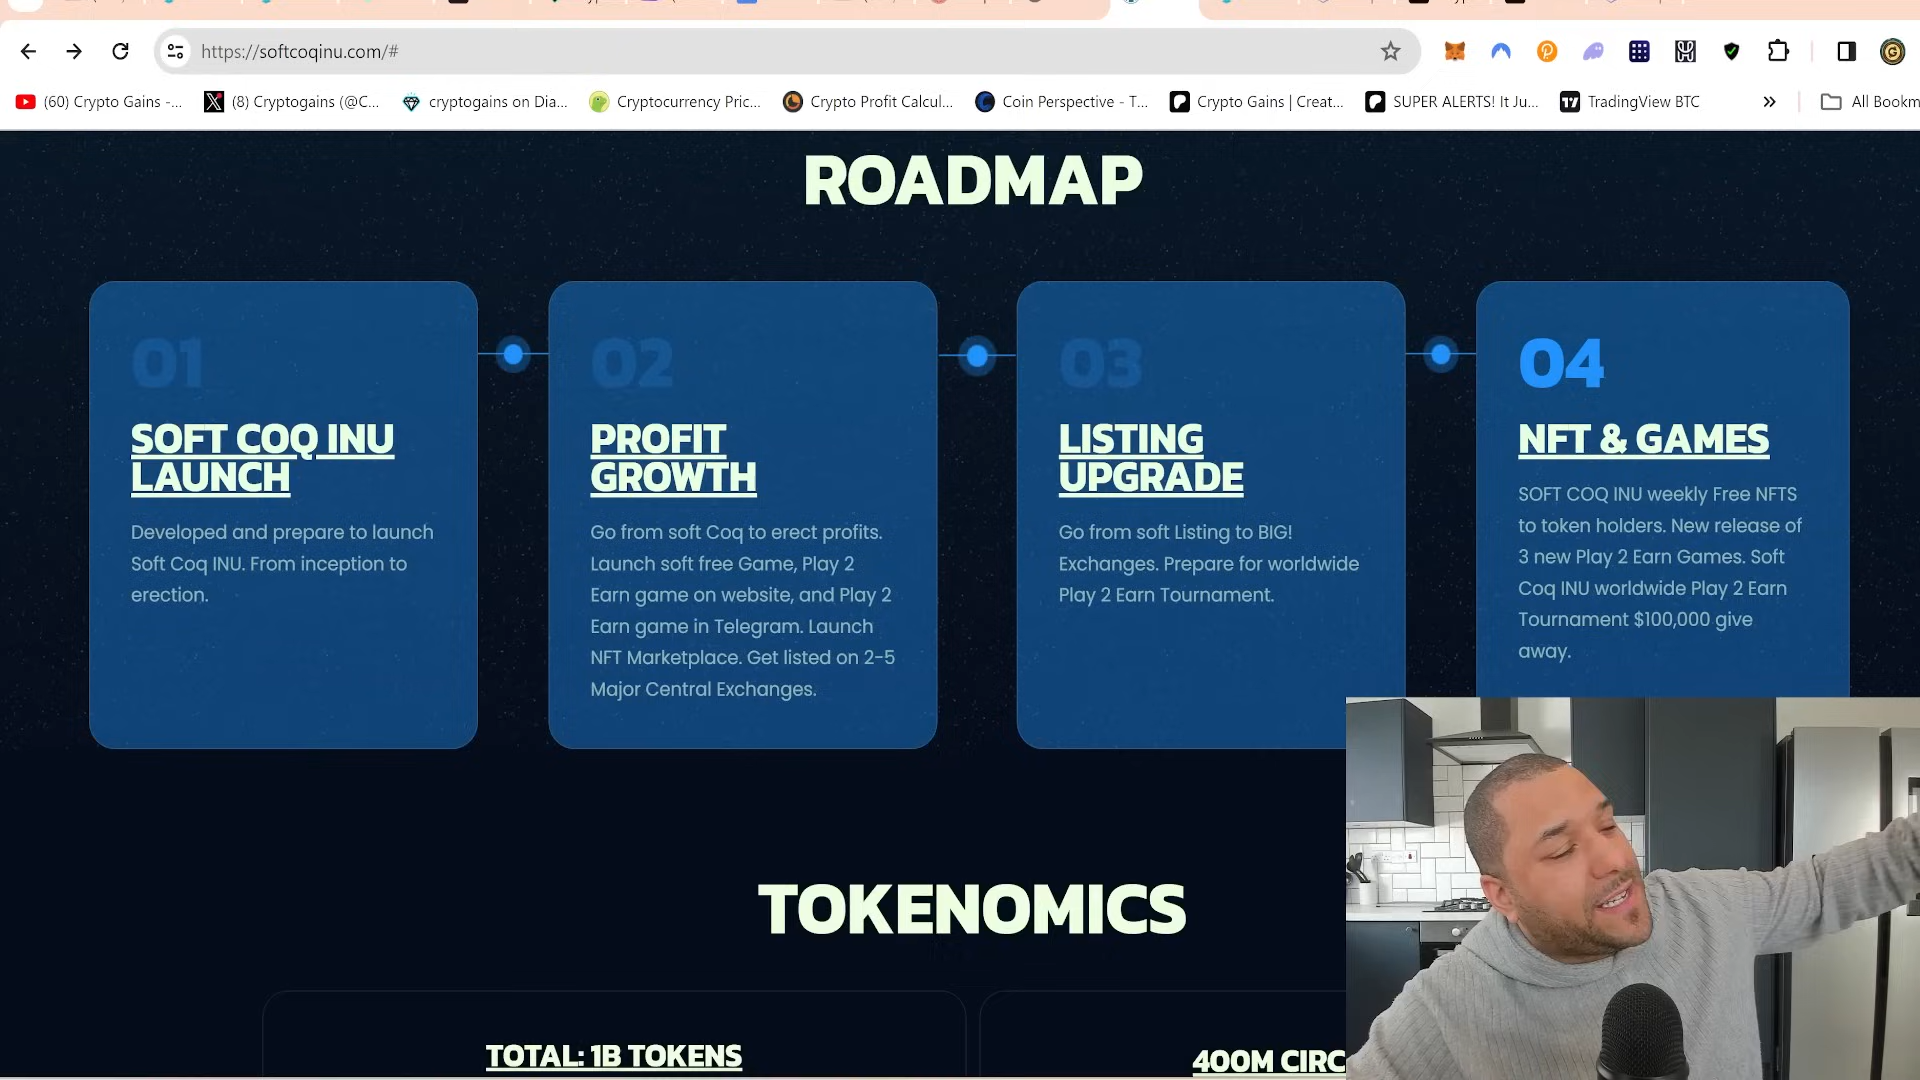 https://softcoqinu.com/#
(60) Crypto Gains -...
(8) Cryptogains (@C...
cryptogains on Dia...
Cryptocurrency Pric...
Crypto Profit Calcul...
Coin Perspective - T...
Crypto Gains | Creat...
SUPER ALERTS! It Ju...
TradingView BTC
All Bookm
ROADMAP
01
SOFT COQ INU
LAUNCH
Developed and prepare to launch
Soft Coq INU. From inception to
erection.
02
PROFIT
GROWTH
Go from soft Coq to erect profits.
Launch soft free Game, Play 2
Earn game on website, and Play 2
Earn game in Telegram. Launch
NFT Marketplace. Get listed on 2-5
Major Central Exchanges.
03
LISTING
UPGRADE
Go from soft Listing to BIG!
Exchanges. Prepare for worldwide
Play 2 Earn Tournament.
04
NFT & GAMES
SOFT COQ INU weekly Free NFTS
to token holders. New release of
3 new Play 2 Earn Games. Soft
Coq INU worldwide Play 2 Earn
Tournament $100,000 give
away.
TOKENOMICS
TOTAL: 1B TOKENS
400M CIRC